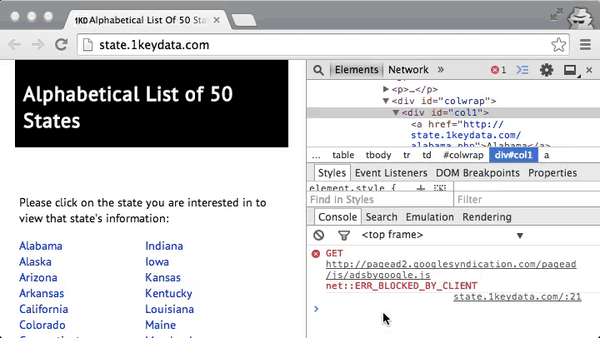 1KD Alphabetical List Of 50 States
state.1keydata.com
Alphabetical List of 50
States
Please click on the state you are interested in to
view that state's information:
Alabama
Alaska
Arizona
Arkansas
California
Colorado
Indiana
Iowa
Kansas
Kentucky
Louisiana
Maine
Elements Network » 1
<p>…</p>
<div id="colwrap">
<div id="col1">
<a href="http://
state.1keydata.com/
alabama.php">Alabama</a>
... table tbody tr td #colwrap div#col1 a
Styles Event Listeners DOM Breakpoints Properties
element.style {
Find in Styles Filter
Console Search Emulation Rendering
<top frame>
GET
http://pagead2.googlesyndication.com/pagead
/js/adsbygoogle.js
net::ERR_BLOCKED_BY_CLIENT
state.1keydata.com/:21